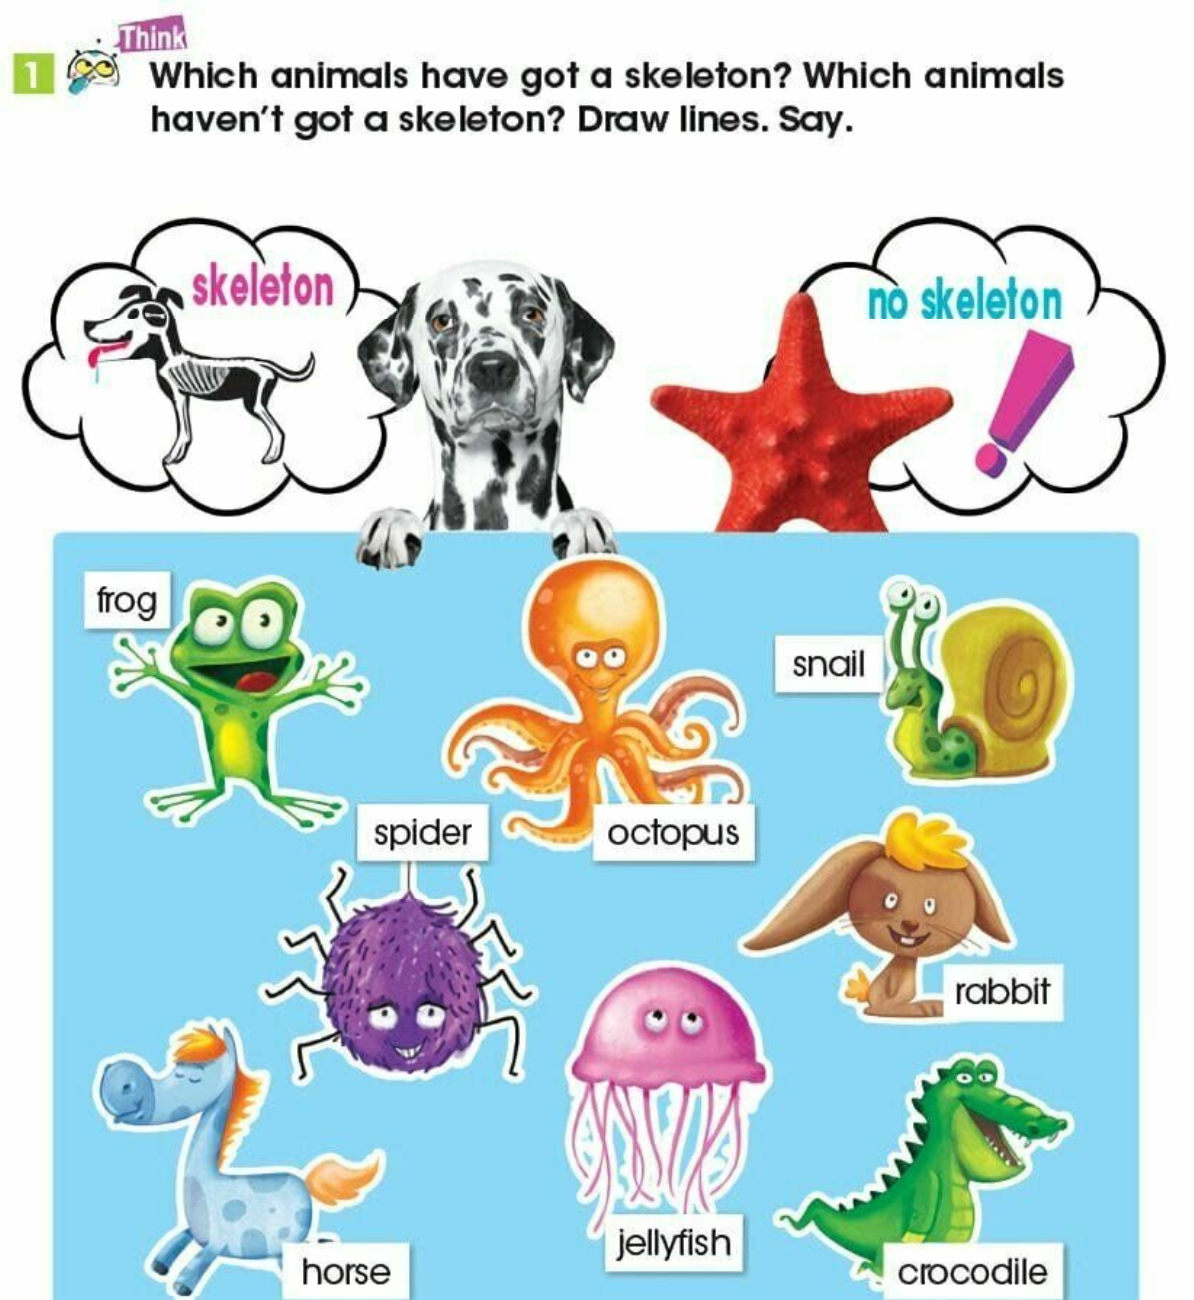 Think
1 Which animals have got a skeleton? Which animals
haven't got a skeleton? Draw lines. Say.
skeleton
no skeleton
!
frog
snail
spider
octopus
rabbit
jellyfish
horse
crocodile